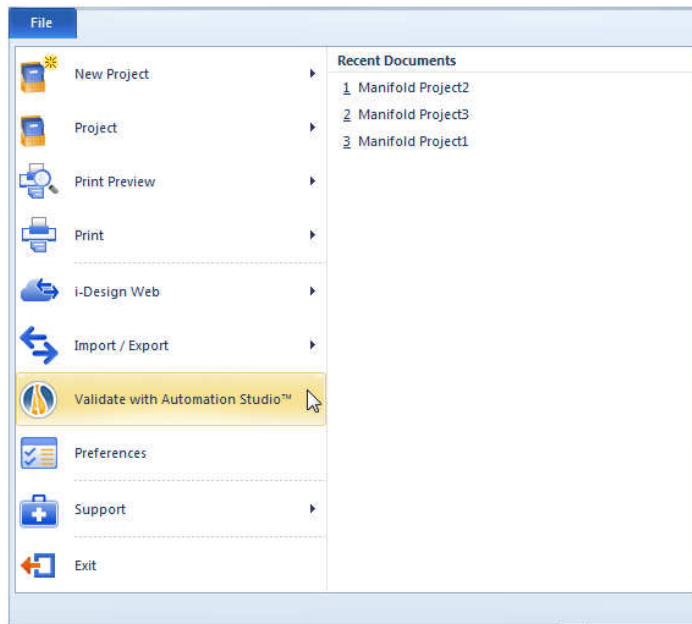 File
New Project
Project
Print Preview
Print
i-Design Web
Import / Export
Validate with Automation Studio™
Preferences
Support
Exit
Recent Documents
1 Manifold Project2
2 Manifold Project3
3 Manifold Project1